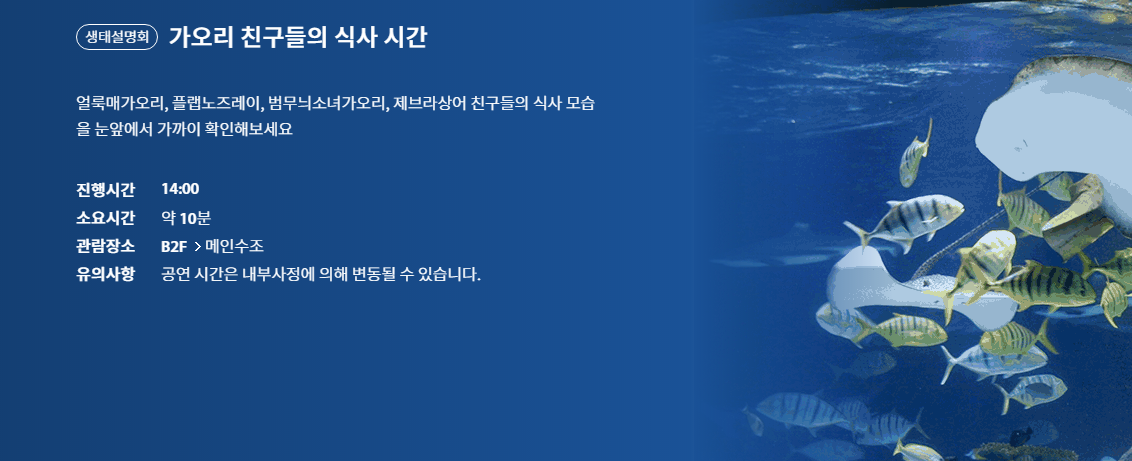 생태설명회 가오리 친구들의 식사 시간
얼룩매가오리, 플랩노즈레이, 범무늬소녀가오리, 제브라상어 친구들의 식사 모습
을 눈앞에서 가까이 확인해보세요
진행시간 14:00
소요시간 약 10분
관람장소 B2F > 메인수조
유의사항 공연 시간은 내부사정에 의해 변동될 수 있습니다.